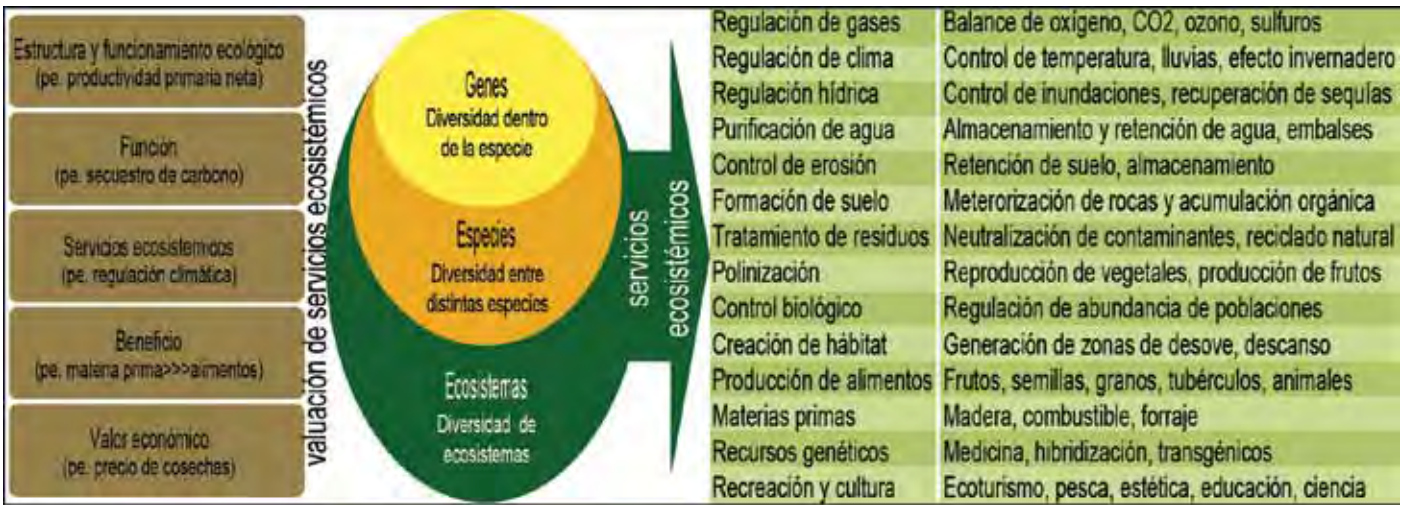 Estructura y funcionamiento ecológico
(pe. productividad primaria neta)
Función
(pe. secuestro de carbono)
Servicios ecosistémicos
(pe. regulación climática)
Beneficio
(pe. materia prima>>>alimentos)
Valor económico
(pe. precio de cosechas)
valuación de servicios ecosistémicos
Genes
Diversidad dentro
de la especie
Especies
Diversidad entre
distintas especies
Ecosistemas
Diversidad de
ecosistemas
servicios
ecosistémicos
Regulación de gases Balance de oxígeno, CO2, ozono, sulfuros
Regulación de clima Control de temperatura, lluvias, efecto invernadero
Regulación hídrica Control de inundaciones, recuperación de sequías
Purificación de agua Almacenamiento y retención de agua, embalses
Control de erosión Retención de suelo, almacenamiento
Formación de suelo Meterorización de rocas y acumulación orgánica
Tratamiento de residuos Neutralización de contaminantes, reciclado natural
Polinización Reproducción de vegetales, producción de frutos
Control biológico Regulación de abundancia de poblaciones
Creación de hábitat Generación de zonas de desove, descanso
Producción de alimentos Frutos, semillas, granos, tubérculos, animales
Materias primas Madera, combustible, forraje
Recursos genéticos Medicina, hibridización, transgénicos
Recreación y cultura Ecoturismo, pesca, estética, educación, ciencia